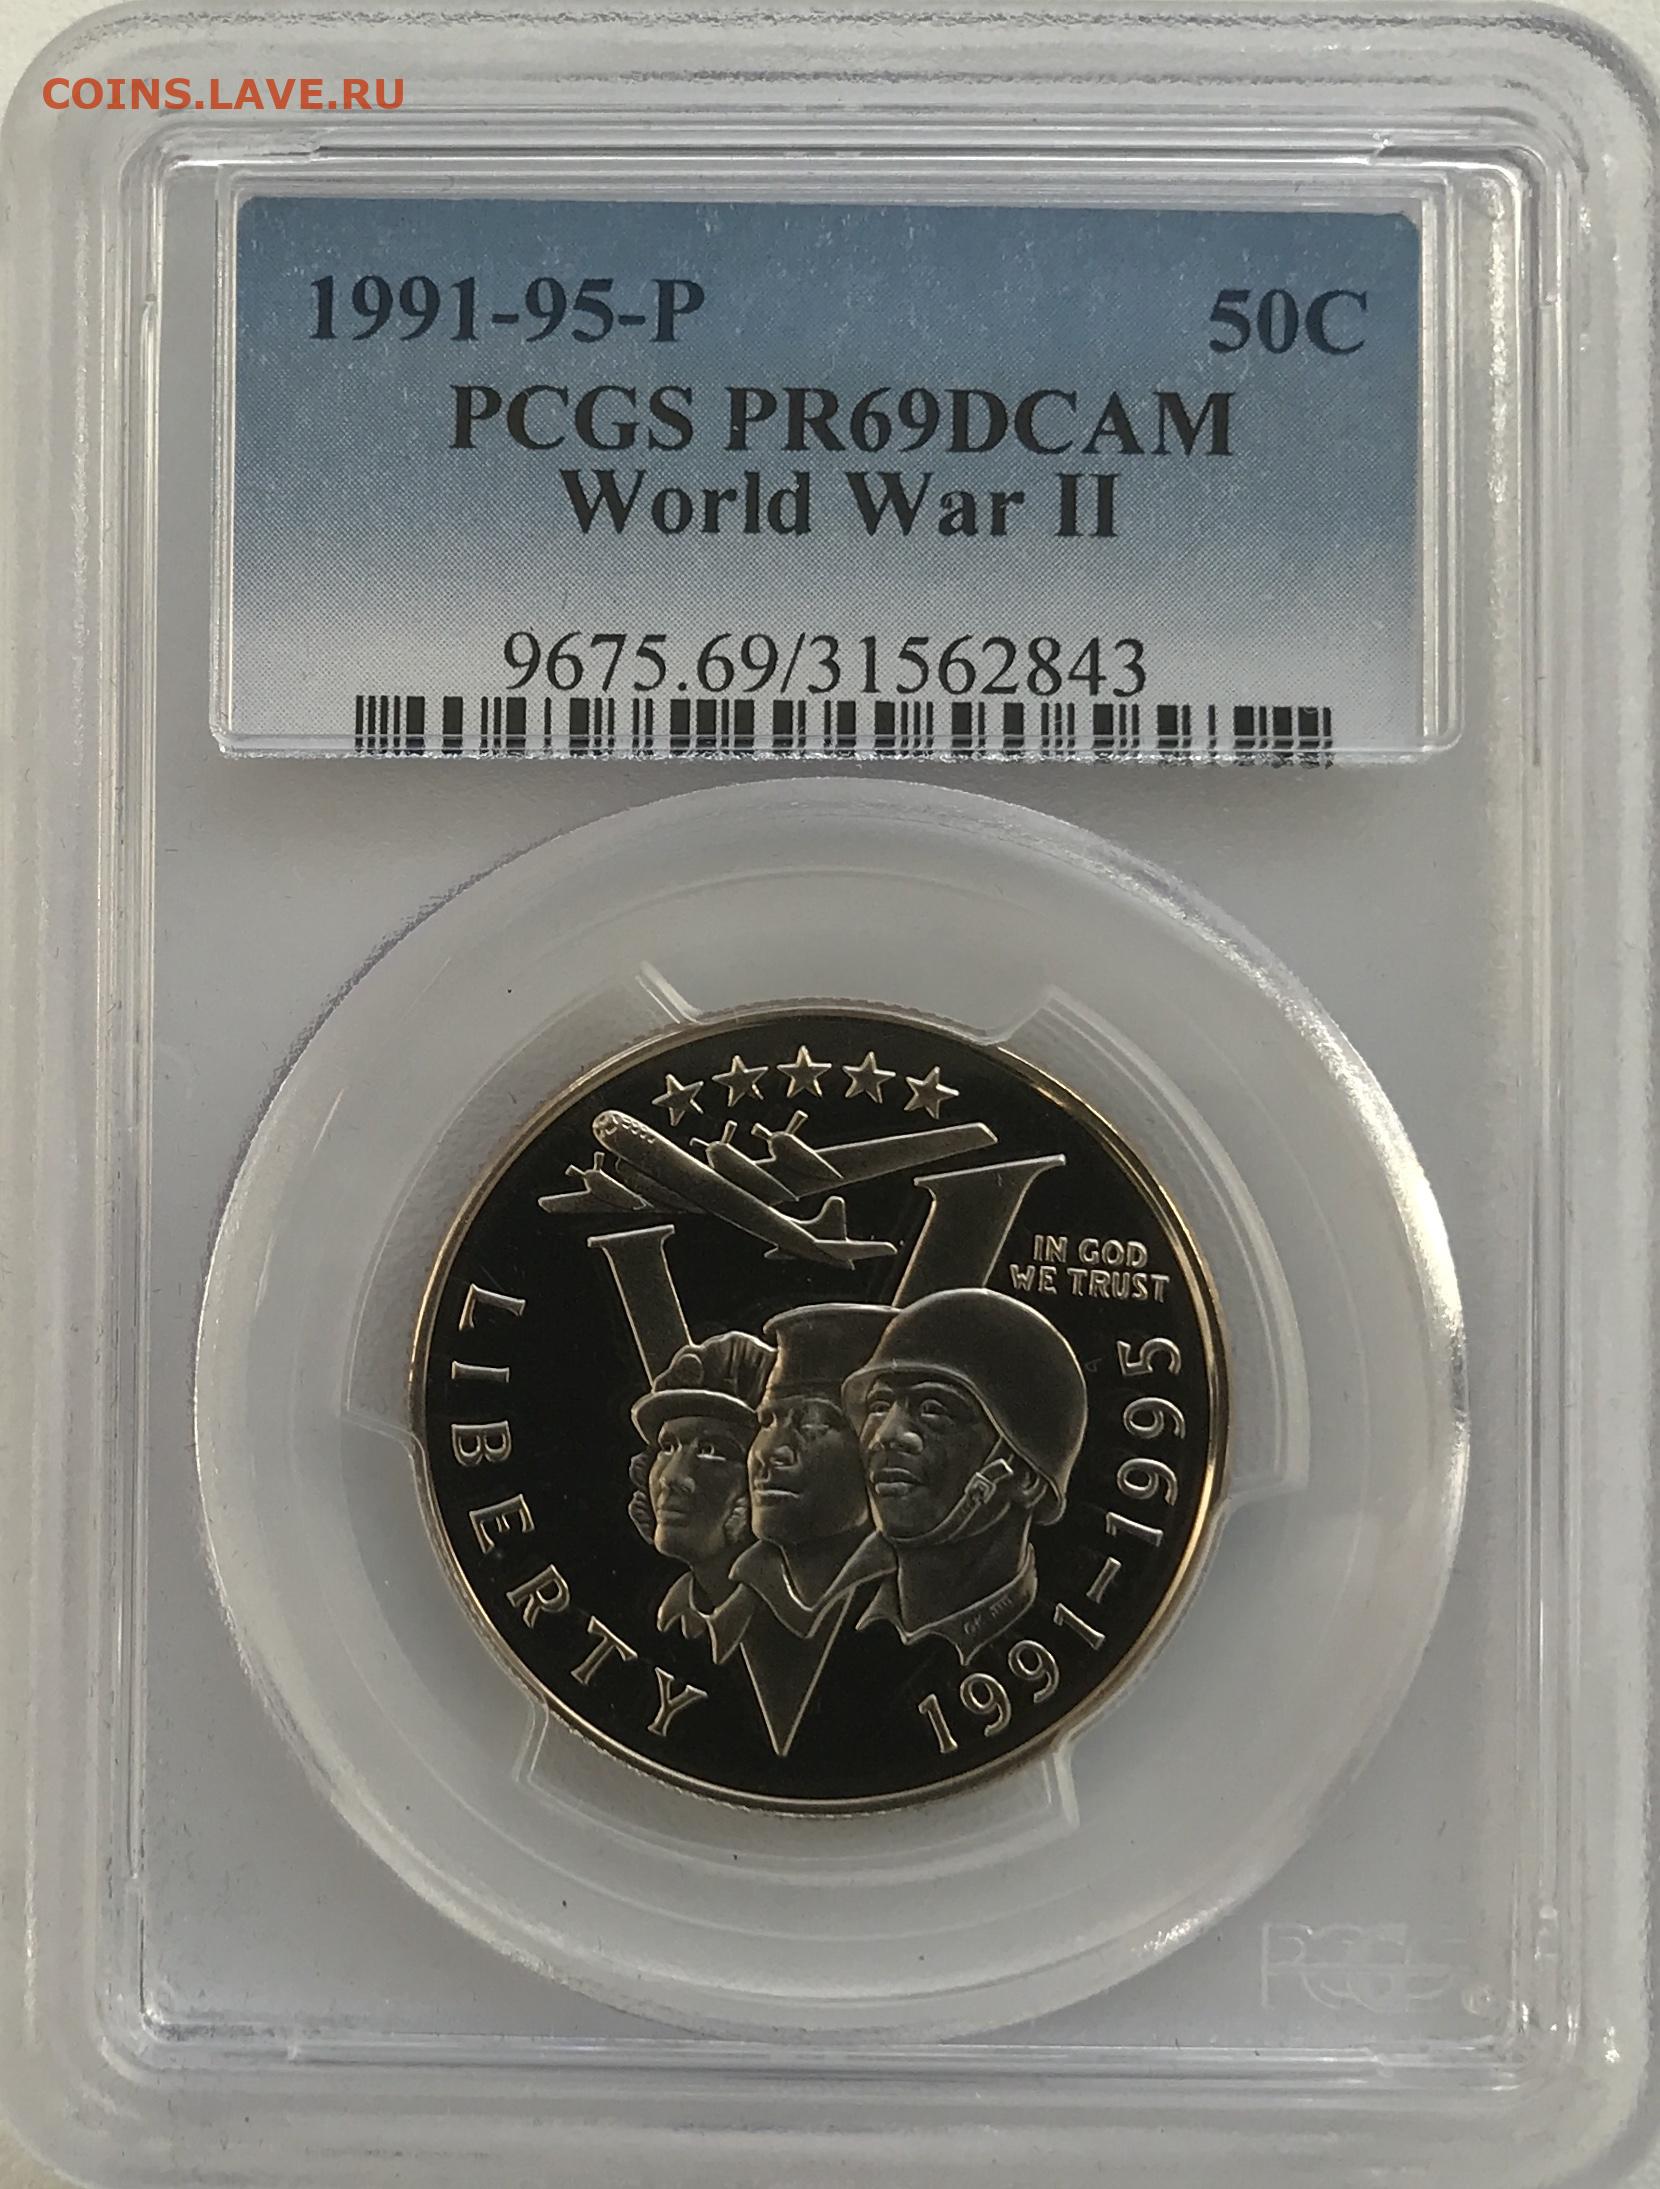 COINS.LAVE.RU
1991-95-P 50C
PCGS PR69DCAM
World War II
9675.69/31562843
IN GOD
WE TRUST
LIBERTY
1991-1995
PCGS